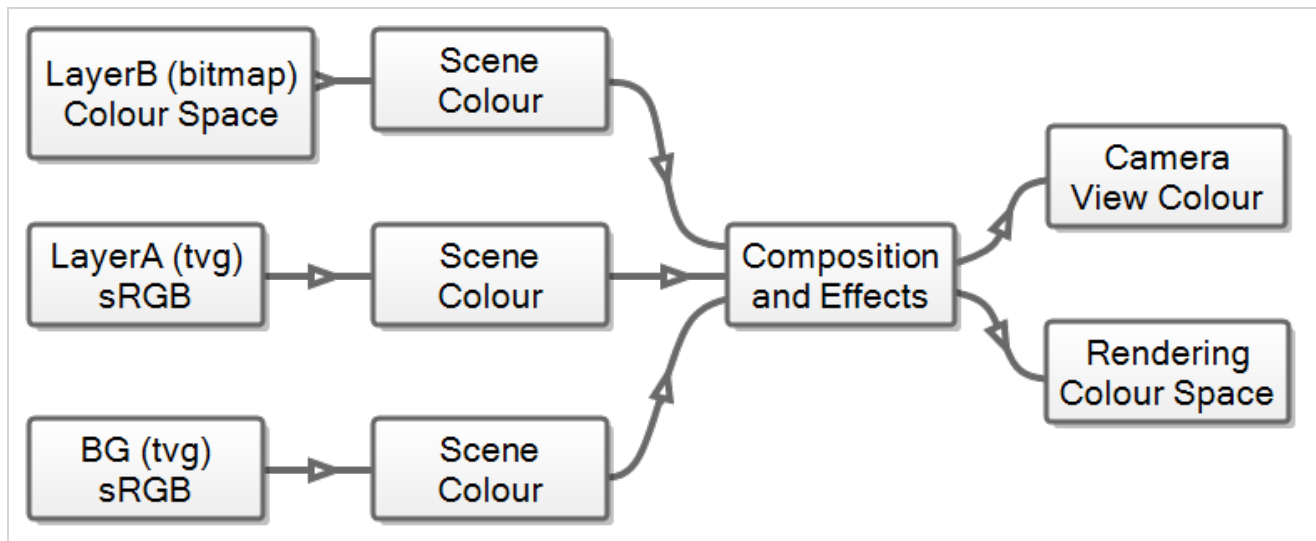 LayerB (bitmap)
Colour Space
Scene
Colour
LayerA (tvg)
sRGB
Scene
Colour
BG (tvg)
sRGB
Scene
Colour
Composition
and Effects
Camera
View Colour
Rendering
Colour Space